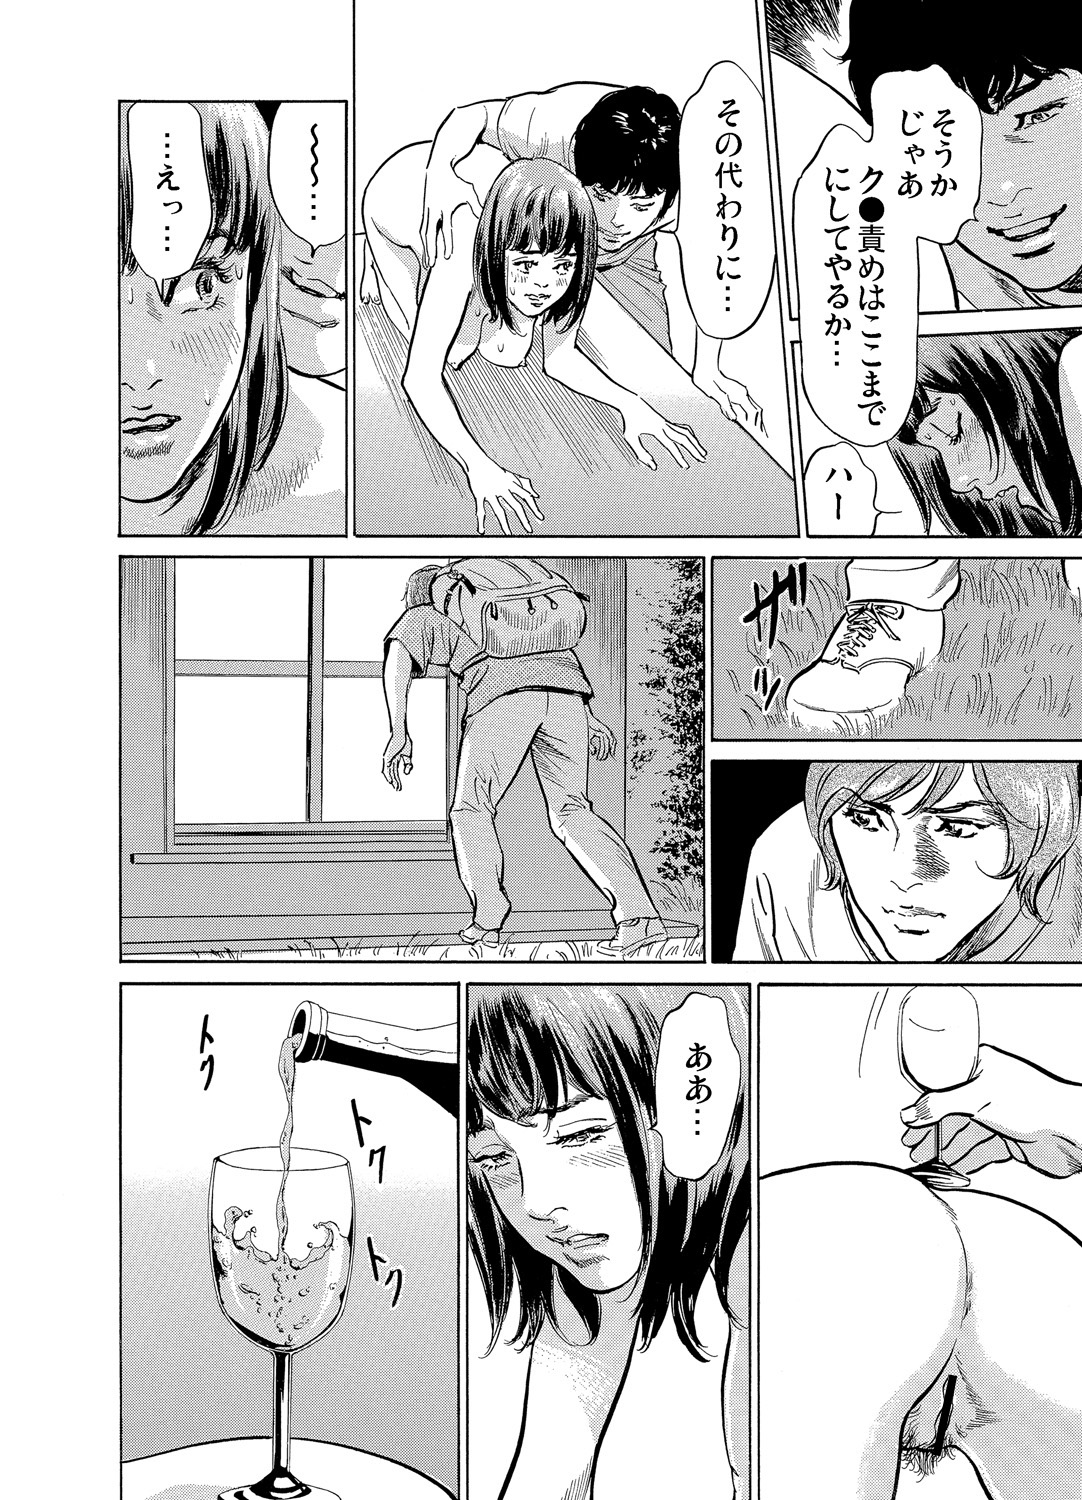 そうか
じゃあ
ク●責めはここまで
にしてやるか…
ハー
その代わりに…
〜〜…
…えっ…
ザッ
ああ…
トク
トク
トク